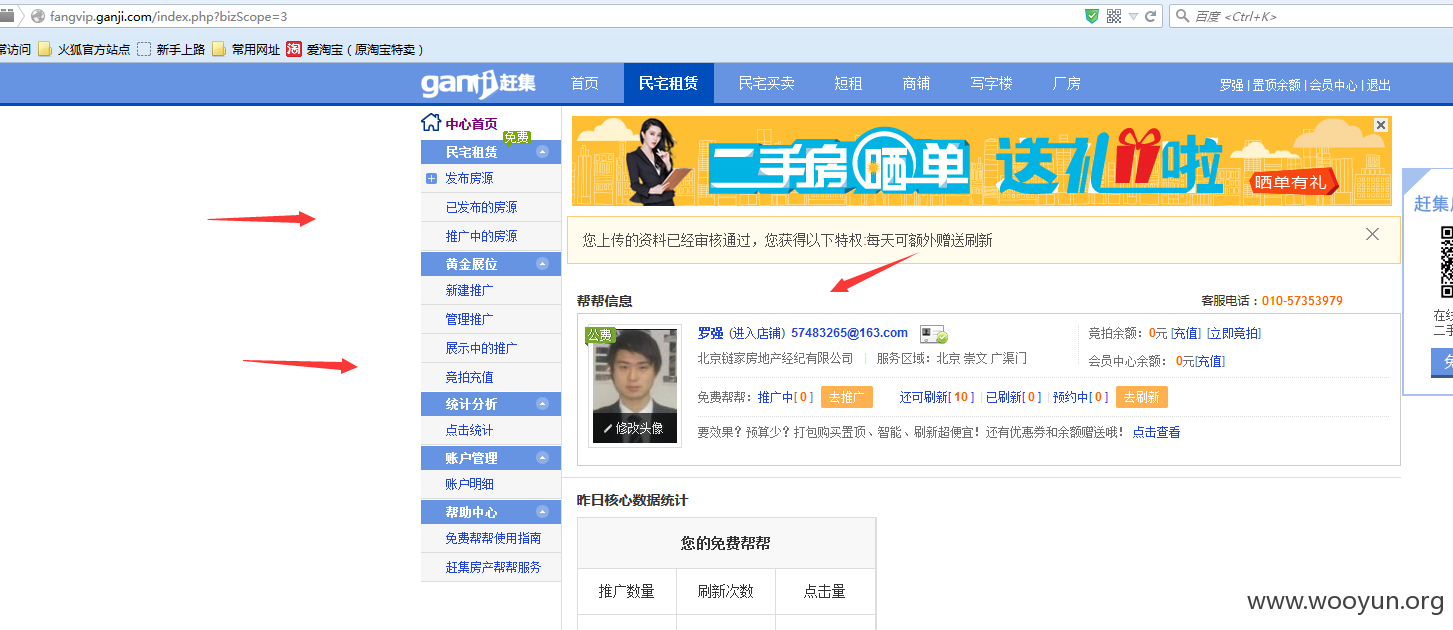 fangvip.ganji.com/index.php?bizScope=3
百度 <Ctrl+K>
常访问 火狐官方站点 新手上路 常用网址 淘 爱淘宝（原淘宝特卖）
ganji赶集 首页 民宅租赁 民宅买卖 短租 商铺 写字楼 厂房 罗强 | 置顶余额 | 会员中心 | 退出
中心首页
免费
民宅租赁
发布房源
已发布的房源
推广中的房源
黄金展位
新建推广
管理推广
展示中的推广
竞拍充值
统计分析
点击统计
账户管理
账户明细
帮助中心
免费帮帮使用指南
赶集房产帮帮服务
二手房晒单 送礼啦
晒单有礼
您上传的资料已经审核通过，您获得以下特权:每天可额外赠送刷新
帮帮信息 客服电话：010-57353979
公费
修改头像
罗强 (进入店铺) 57483265@163.com
北京链家房地产经纪有限公司 服务区域：北京 崇文 广渠门
竞拍余额：0元 [充值] [立即竞拍]
会员中心余额：0元[充值]
免费帮帮：推广中[ 0 ] 去推广 还可刷新[ 10 ] 已刷新[ 0 ] 预约中[ 0 ] 去刷新
要效果？预算少？打包购买置顶、智能、刷新超便宜！还有优惠券和余额赠送哦！ 点击查看
昨日核心数据统计
您的免费帮帮
推广数量 刷新次数 点击量
赶集
在线
二手
免
www.wooyun.org